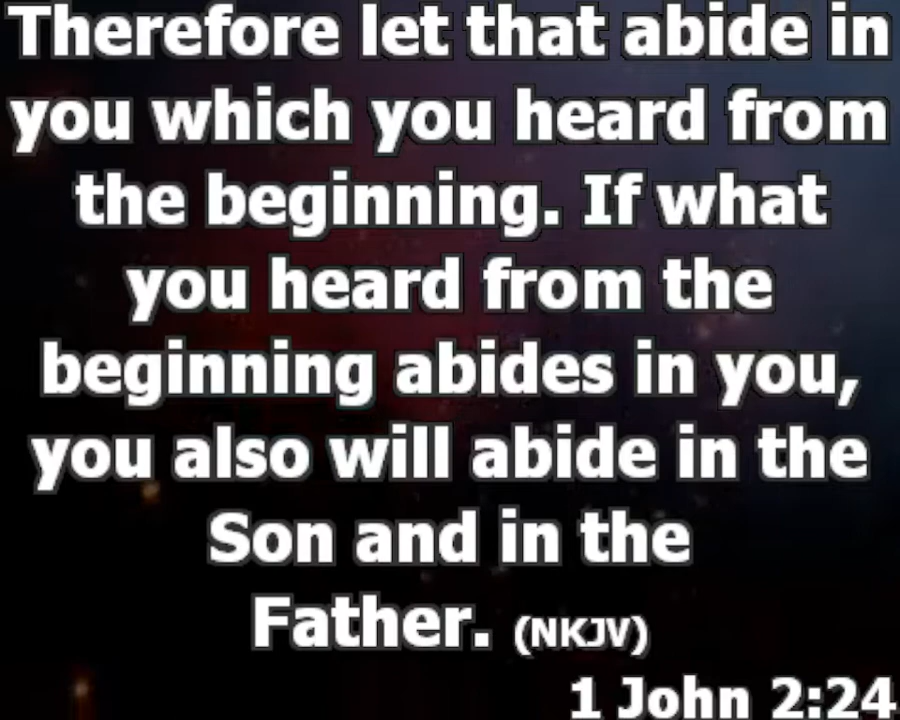 Therefore let that abide in
you which you heard from
the beginning. If what
you heard from the
beginning abides in you,
you also will abide in the
Son and in the
Father. (NKJV)
1 John 2:24